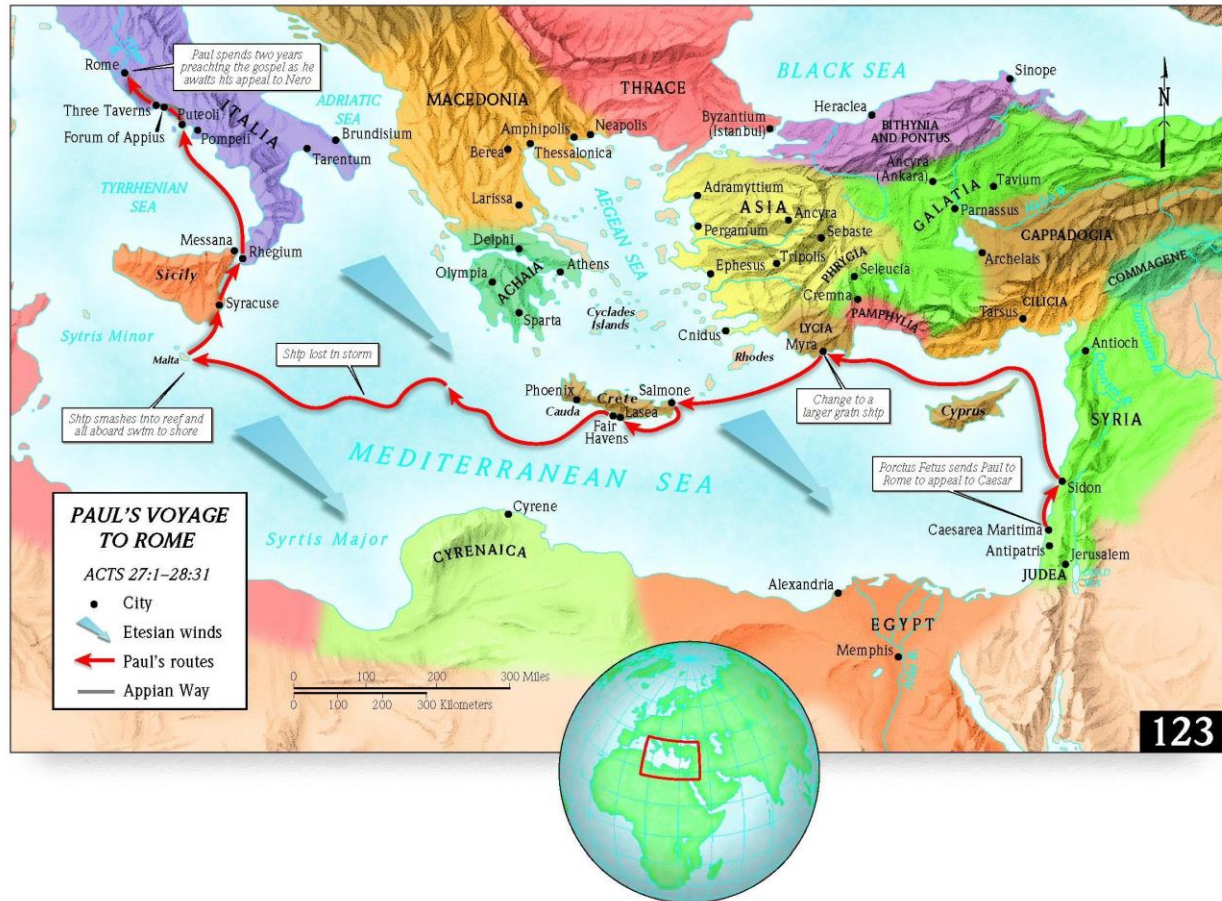 Paul spends two years
preaching the gospel as he
awaits his appeal to Nero
Rome
Three Taverns
Forum of Appius
Puteoli
Pompeii
ITALIA
ADRIATIC
SEA
Brundisium
Tarentum
TYRRHENIAN
SEA
Messana
Rhegium
Sicily
Syracuse
Sytris Minor
Malta
Ship smashes into reef and
all aboard swim to shore
Ship lost in storm
MACEDONIA
Amphipolis
Neapolis
Berea
Thessalonica
Larissa
THRACE
AEGEAN SEA
Delphi
Olympia
ACHAIA
Athens
Sparta
Cyclades
Islands
BLACK SEA
Sinope
Heraclea
Byzantium
(Istanbul)
BITHYNIA
AND PONTUS
Ancyra
(Ankara)
Tavium
GALATIA
Parnassus
Halys R.
CAPPADOGIA
Archelais
COMMAGENE
Adramyttium
ASIA
Ancyra
Pergamum
Sebaste
Ephesus
Tripolis
PHRYGIA
Seleucia
Cremna
PAMPHYLIA
CILICIA
Tarsus
Cnidus
LYCIA
Myra
Rhodes
Change to a
larger grain ship
Phoenix
Crete
Salmone
Cauda
Lasea
Fair
Havens
Cyprus
Antioch
Orontes R.
SYRIA
Porctus Fetus sends Paul to
Rome to appeal to Caesar
Sidon
Caesarea Maritima
Antipatris
Jerusalem
JUDEA
DEAD
SEA
MEDITERRANEAN SEA
Syrtis Major
Cyrene
CYRENAICA
Alexandria
EGYPT
Memphis
Nile R.
N
PAUL'S VOYAGE
TO ROME
ACTS 27:1–28:31
City
Etesian winds
Paul's routes
Appian Way
0 100 200 300 Miles
0 100 200 300 Kilometers
123